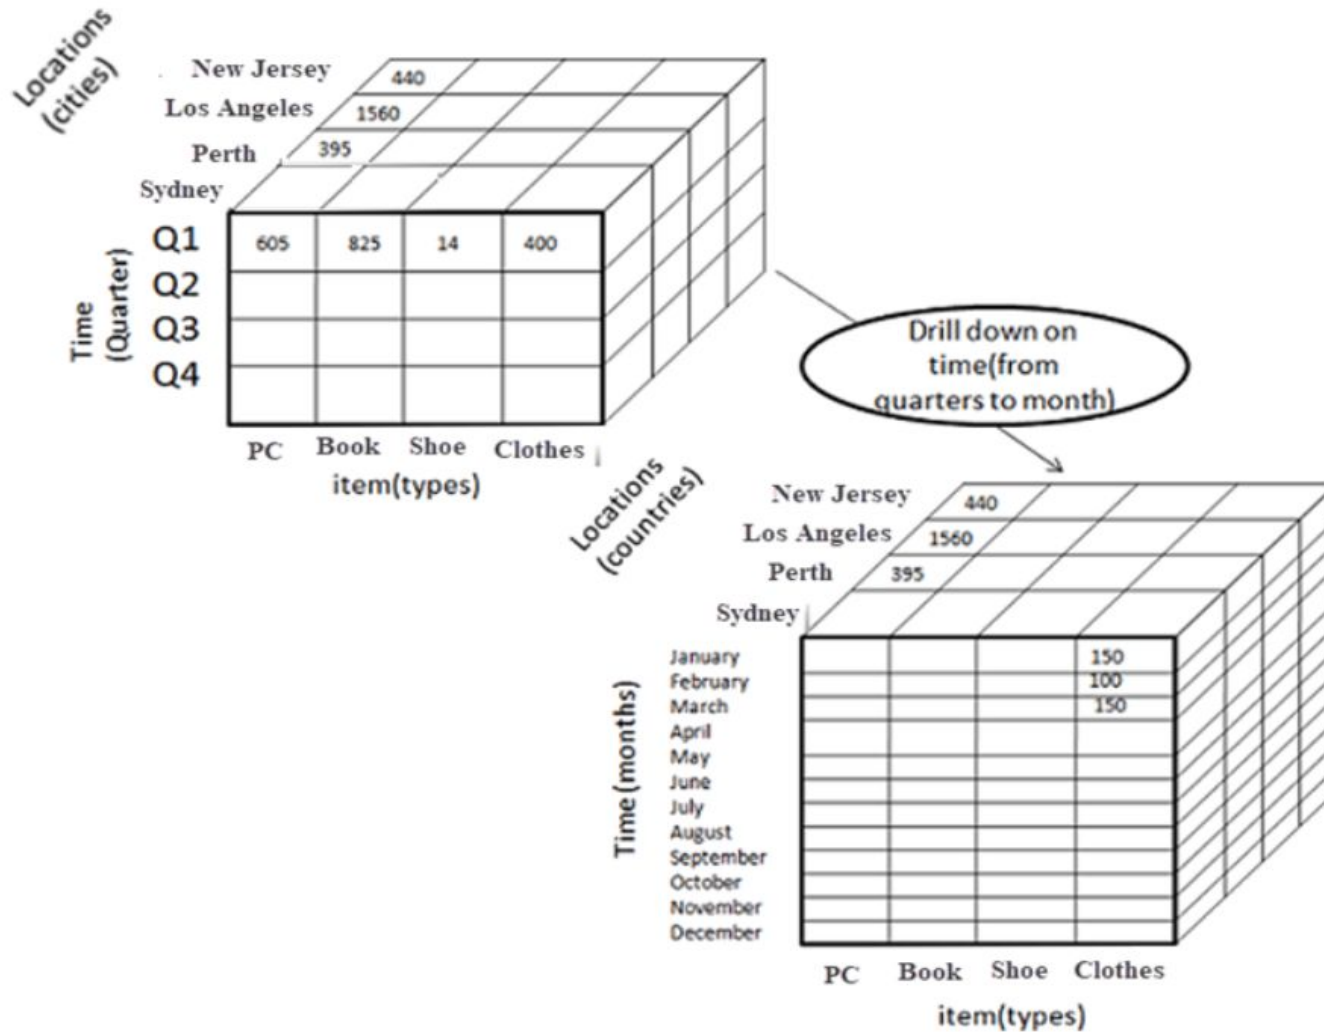 Locations
(cities)
New Jersey
440
Los Angeles
1560
Perth
395
Sydney
Time
(Quarter)
Q1 605 825 14 400
Q2
Q3
Q4
PC Book Shoe Clothes
item(types)
Drill down on
time(from
quarters to month)
Locations
(countries)
New Jersey
440
Los Angeles
1560
Perth
395
Sydney
Time(months)
January 150
February 100
March 150
April
May
June
July
August
September
October
November
December
PC Book Shoe Clothes
item(types)